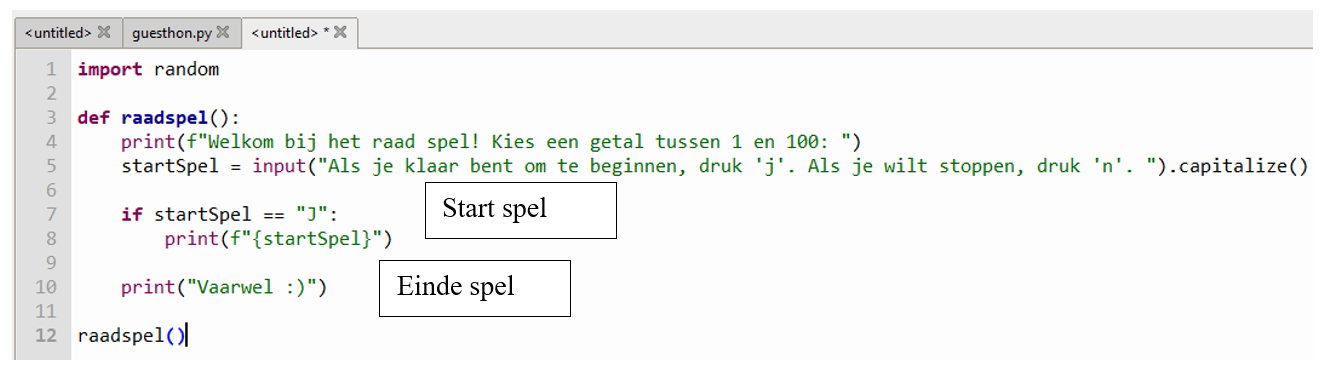 <untitled> guesthon.py <untitled> *
1 import random
2
3 def raadspel():
4     print(f"Welkom bij het raad spel! Kies een getal tussen 1 en 100: ")
5     startSpel = input("Als je klaar bent om te beginnen, druk 'j'. Als je wilt stoppen, druk 'n'. ").capitalize()
6
7     if startSpel == "J":
Start spel
8         print(f"{startSpel}")
9
10     print("Vaarwel :)")
Einde spel
11
12 raadspel()